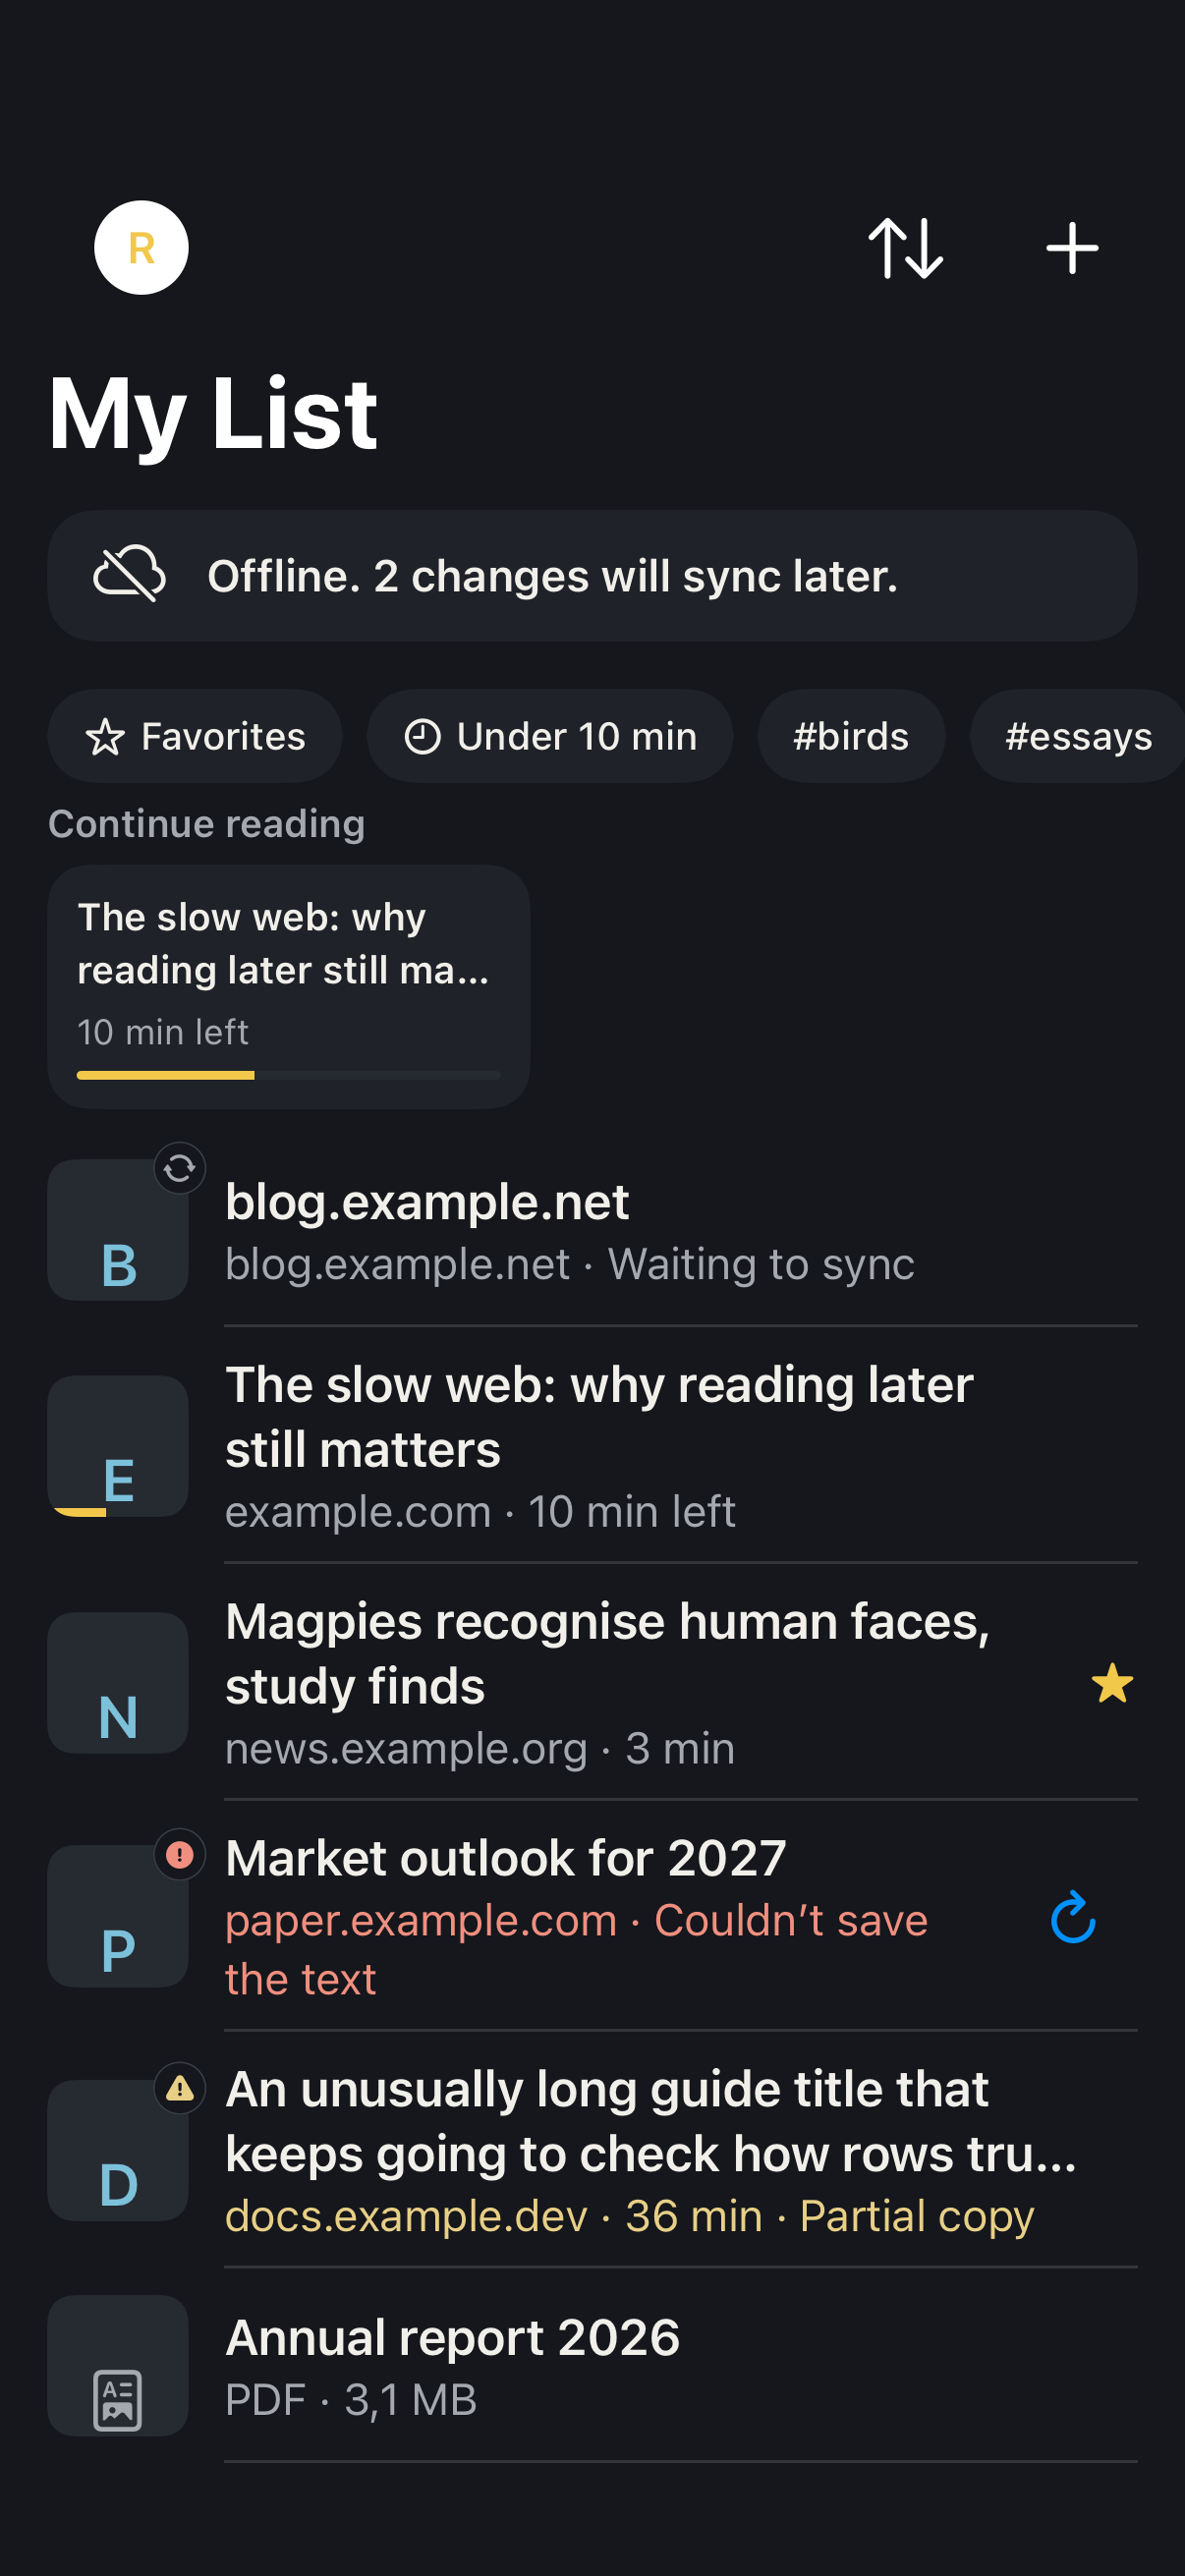 R
My List
Offline. 2 changes will sync later.
Favorites
Under 10 min
#birds
#essays
Continue reading
The slow web: why
reading later still ma...
10 min left
B
blog.example.net
blog.example.net · Waiting to sync
E
The slow web: why reading later
still matters
example.com · 10 min left
N
Magpies recognise human faces,
study finds
news.example.org · 3 min
P
Market outlook for 2027
paper.example.com · Couldn’t save
the text
D
An unusually long guide title that
keeps going to check how rows tru...
docs.example.dev · 36 min · Partial copy
Annual report 2026
PDF · 3,1 MB